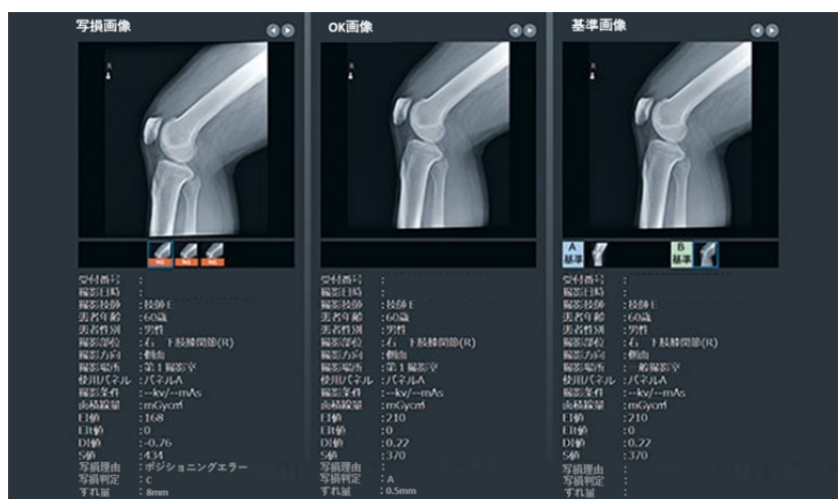 写損画像
R
NG NG NG
受付番号 :
撮影日時 :
撮影技師 :技師E
患者年齢 :60歳
患者性別 :男性
撮影部位 :右 下肢膝関節(R)
撮影方向 :側面
撮影場所 :第1撮影室
使用パネル :パネルA
撮影条件 :--kv/--mAs
面積線量 :mGycm²
EI値 :168
EIt値 :0
DI値 :-0.76
S値 :434
写損理由 :ポジショニングエラー
写損判定 :C
ずれ量 :8mm
OK画像
R
受付番号 :
撮影日時 :
撮影技師 :技師E
患者年齢 :60歳
患者性別 :男性
撮影部位 :右 下肢膝関節(R)
撮影方向 :側面
撮影場所 :第1撮影室
使用パネル :パネルA
撮影条件 :--kv/--mAs
面積線量 :mGycm²
EI値 :210
EIt値 :0
DI値 :0.22
S値 :370
写損理由 :
写損判定 :A
ずれ量 :0.5mm
基準画像
R
A
基準
B
基準
受付番号 :
撮影日時 :
撮影技師 :技師E
患者年齢 :60歳
患者性別 :男性
撮影部位 :右 下肢膝関節(R)
撮影方向 :側面
撮影場所 :一般撮影室
使用パネル :パネルA
撮影条件 :--kv/--mAs
面積線量 :mGycm²
EI値 :210
EIt値 :0
DI値 :0.22
S値 :370
写損理由 :
写損判定 :
ずれ量 :